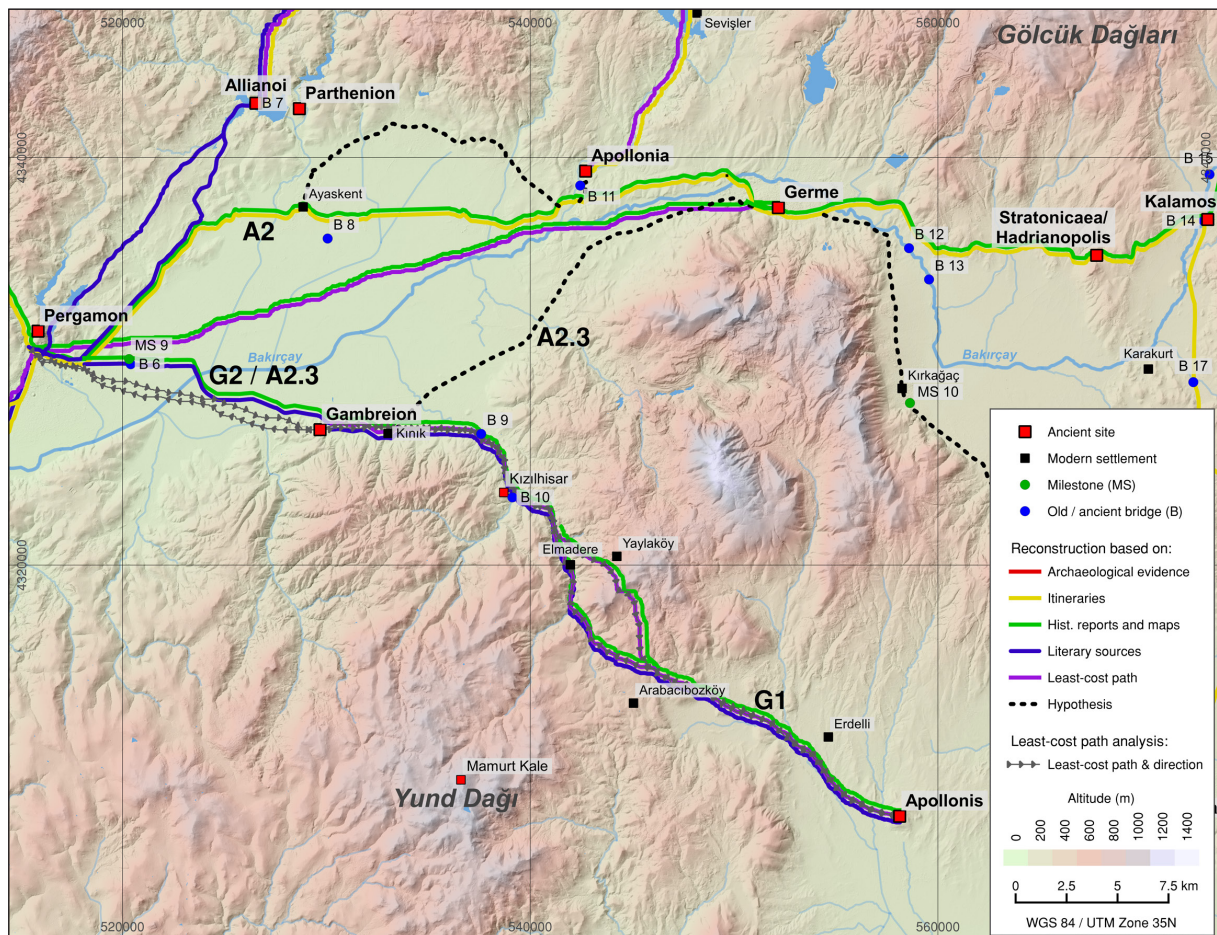 520000
540000
560000
Sevişler
Gölcük Dağları
Allianoi
B 7
Parthenion
4340000
4340000
B 15
Apollonia
Ayaskent
B 11
Germe
Kalamos
B 14
A2
B 8
Stratonicaea/
Hadrianopolis
B 12
B 13
Pergamon
MS 9
B 6
Bakırçay
A2.3
G2 / A2.3
Bakırçay
Karakurt
B 17
Kırkağaç
MS 10
Gambreion
Kınık
B 9
Kızılhisar
B 10
4320000
4320000
Elmadere
Yaylaköy
Arabacıbozköy
G1
Erdelli
Mamurt Kale
Yund Dağı
Apollonis
520000
540000
560000
Ancient site
Modern settlement
Milestone (MS)
Old / ancient bridge (B)
Reconstruction based on:
Archaeological evidence
Itineraries
Hist. reports and maps
Literary sources
Least-cost path
Hypothesis
Least-cost path analysis:
Least-cost path & direction
Altitude (m)
0 200 400 600 800 1000 1200 1400
0 2.5 5 7.5 km
WGS 84 / UTM Zone 35N